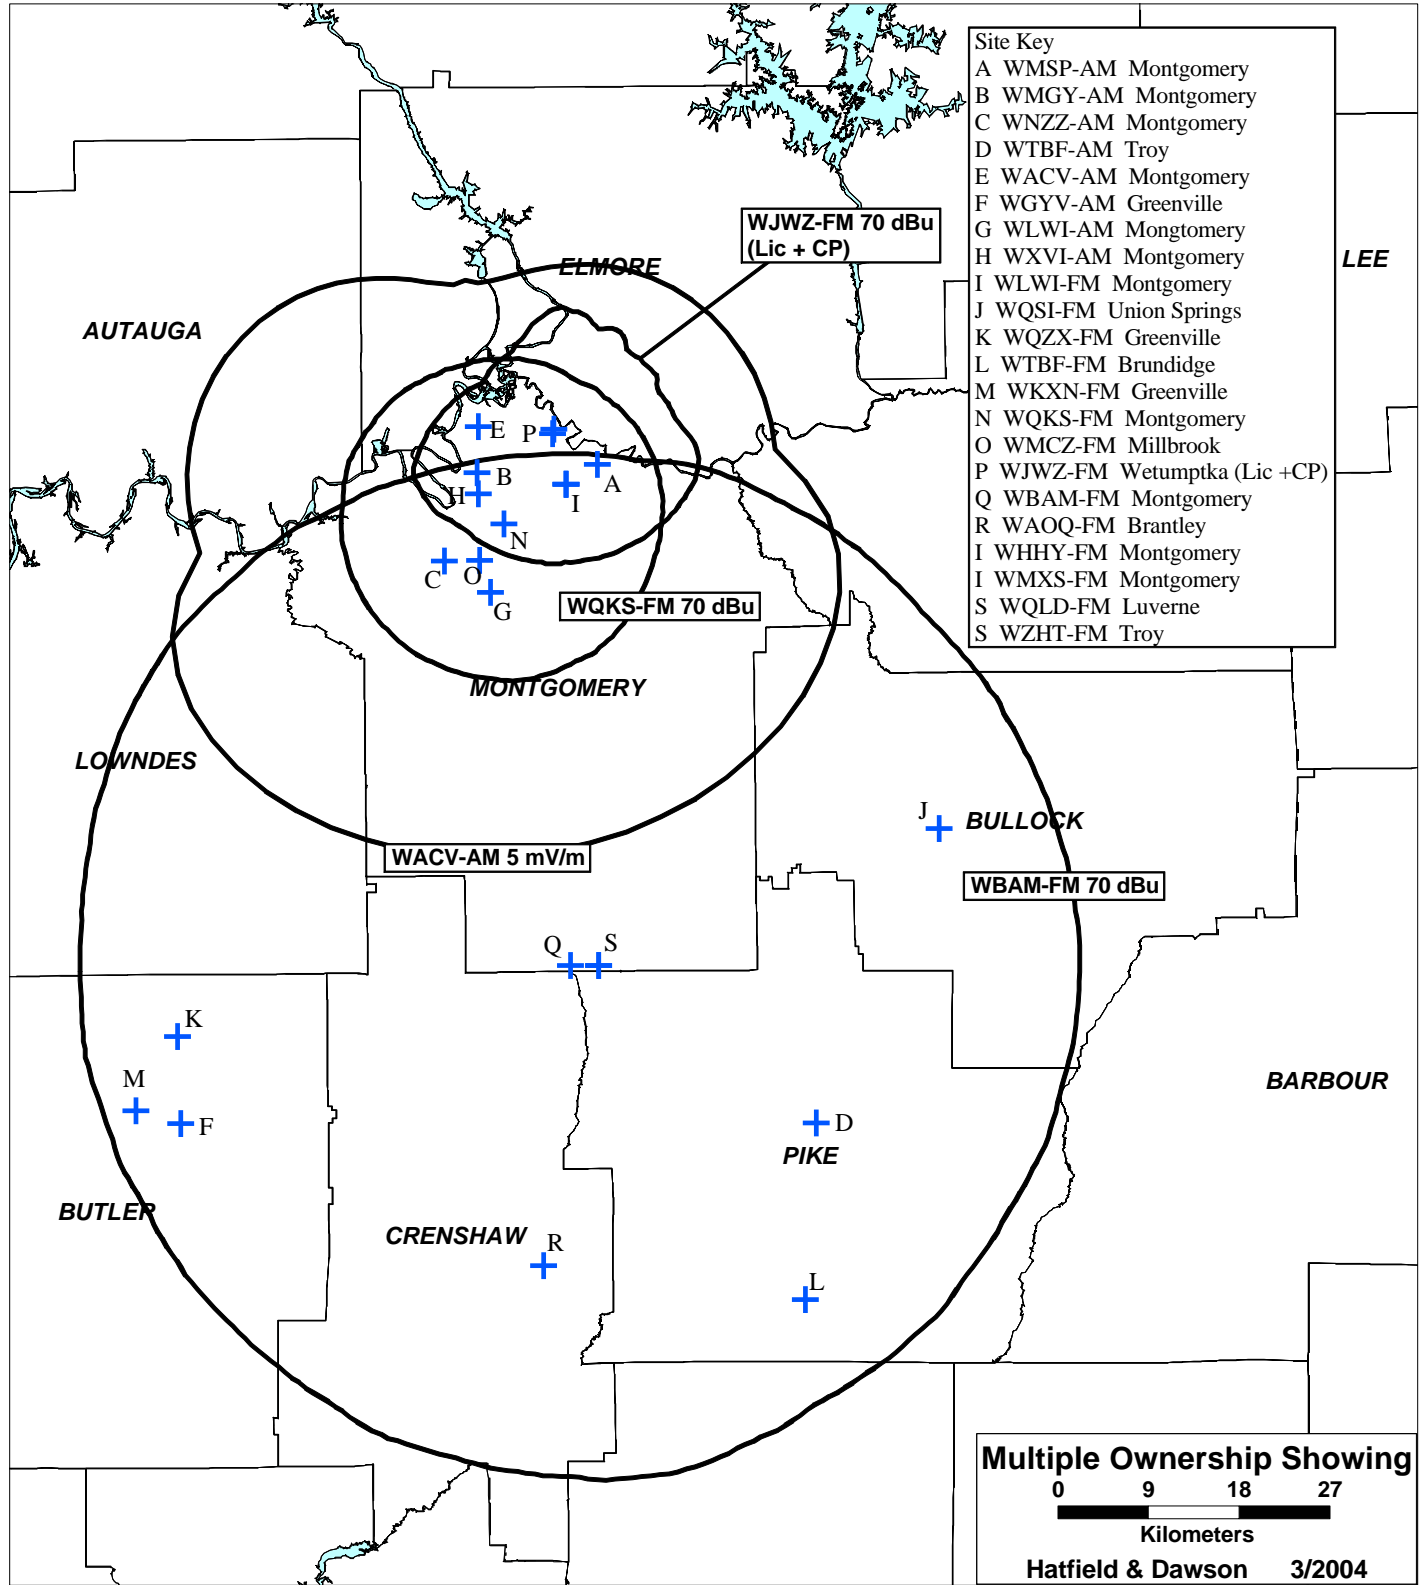 Site Key
A WMSP-AM Montgomery
B WMGY-AM Montgomery
C WNZZ-AM Montgomery
D WTBF-AM Troy
E WACV-AM Montgomery
F WGYV-AM Greenville
G WLWI-AM Mongtomery
H WXVI-AM Montgomery
I WLWI-FM Montgomery
J WQSI-FM Union Springs
K WQZX-FM Greenville
L WTBF-FM Brundidge
M WKXN-FM Greenville
N WQKS-FM Montgomery
O WMCZ-FM Millbrook
P WJWZ-FM Wetumptka (Lic +CP)
Q WBAM-FM Montgomery
R WAOQ-FM Brantley
I WHHY-FM Montgomery
I WMXS-FM Montgomery
S WQLD-FM Luverne
S WZHT-FM Troy
WJWZ-FM 70 dBu
(Lic + CP)
ELMORE
LEE
AUTAUGA
E
P
B
A
H
I
N
C
O
G
WQKS-FM 70 dBu
MONTGOMERY
LOWNDES
J
BULLOCK
WACV-AM 5 mV/m
WBAM-FM 70 dBu
Q
S
K
M
F
BARBOUR
D
PIKE
BUTLER
CRENSHAW
R
L
Multiple Ownership Showing
0 9 18 27
Kilometers
Hatfield & Dawson 3/2004